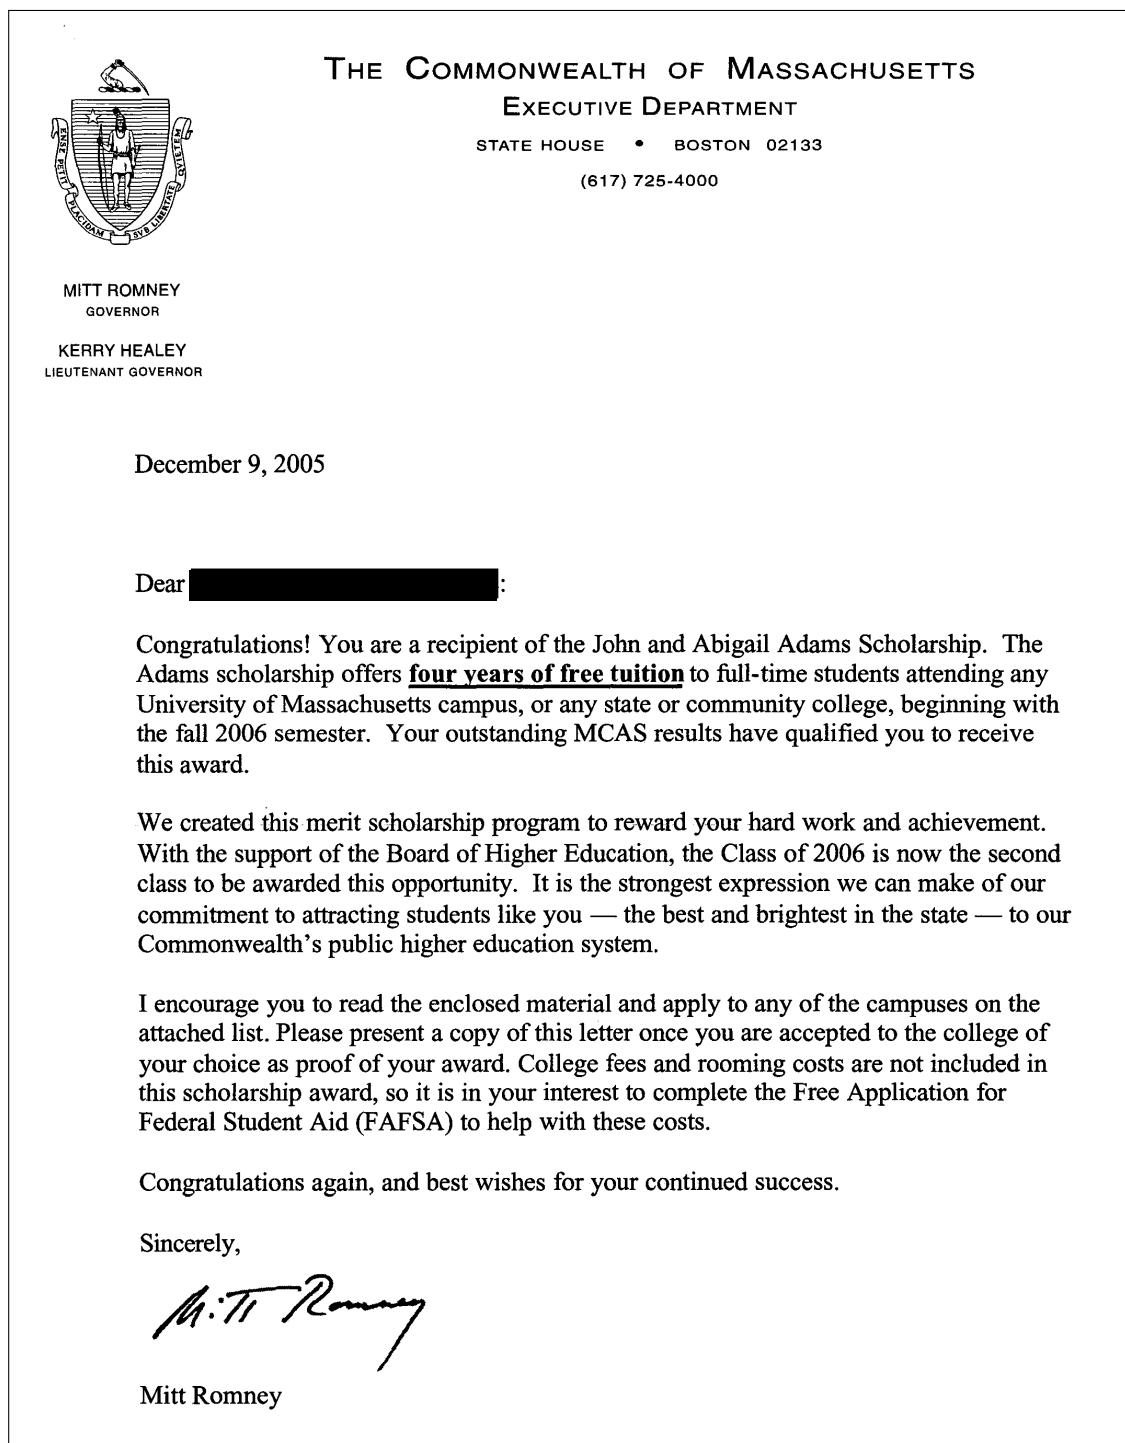 THE COMMONWEALTH OF MASSACHUSETTS
EXECUTIVE DEPARTMENT
STATE HOUSE • BOSTON 02133
(617) 725-4000
ENSE PETIT PLACIDAM SVB LIBERTATE QVIETEM
MITT ROMNEY
GOVERNOR
KERRY HEALEY
LIEUTENANT GOVERNOR
December 9, 2005
Dear :
Congratulations! You are a recipient of the John and Abigail Adams Scholarship. The
Adams scholarship offers four years of free tuition to full-time students attending any
University of Massachusetts campus, or any state or community college, beginning with
the fall 2006 semester. Your outstanding MCAS results have qualified you to receive
this award.
We created this merit scholarship program to reward your hard work and achievement.
With the support of the Board of Higher Education, the Class of 2006 is now the second
class to be awarded this opportunity. It is the strongest expression we can make of our
commitment to attracting students like you — the best and brightest in the state — to our
Commonwealth's public higher education system.
I encourage you to read the enclosed material and apply to any of the campuses on the
attached list. Please present a copy of this letter once you are accepted to the college of
your choice as proof of your award. College fees and rooming costs are not included in
this scholarship award, so it is in your interest to complete the Free Application for
Federal Student Aid (FAFSA) to help with these costs.
Congratulations again, and best wishes for your continued success.
Sincerely,
Mitt Romney
Mitt Romney